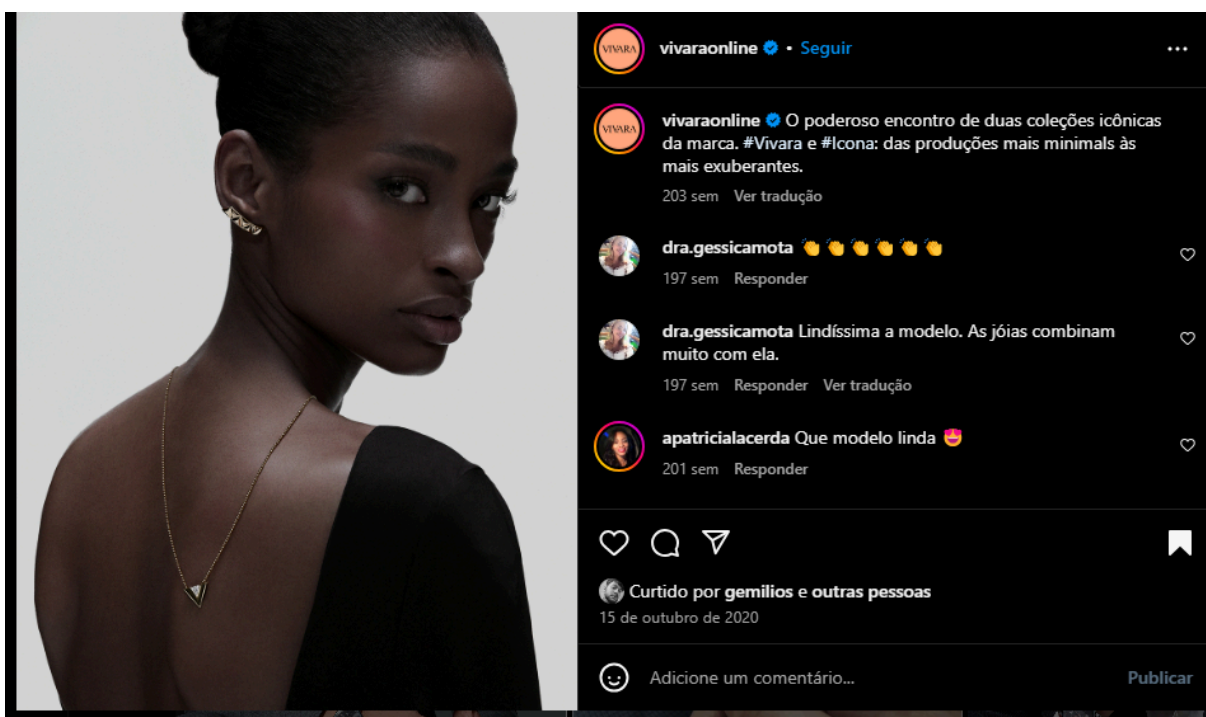 VIVARA
vivaraonline • Seguir
VIVARA
vivaraonline O poderoso encontro de duas coleções icônicas
da marca. #Vivara e #Icona: das produções mais minimals às
mais exuberantes.
203 sem Ver tradução
dra.gessicamota 👏👏👏👏👏👏
197 sem Responder
dra.gessicamota Lindíssima a modelo. As jóias combinam
muito com ela.
197 sem Responder Ver tradução
apatricialacerda Que modelo linda 😍
201 sem Responder
Curtido por gemilios e outras pessoas
15 de outubro de 2020
Adicione um comentário... Publicar